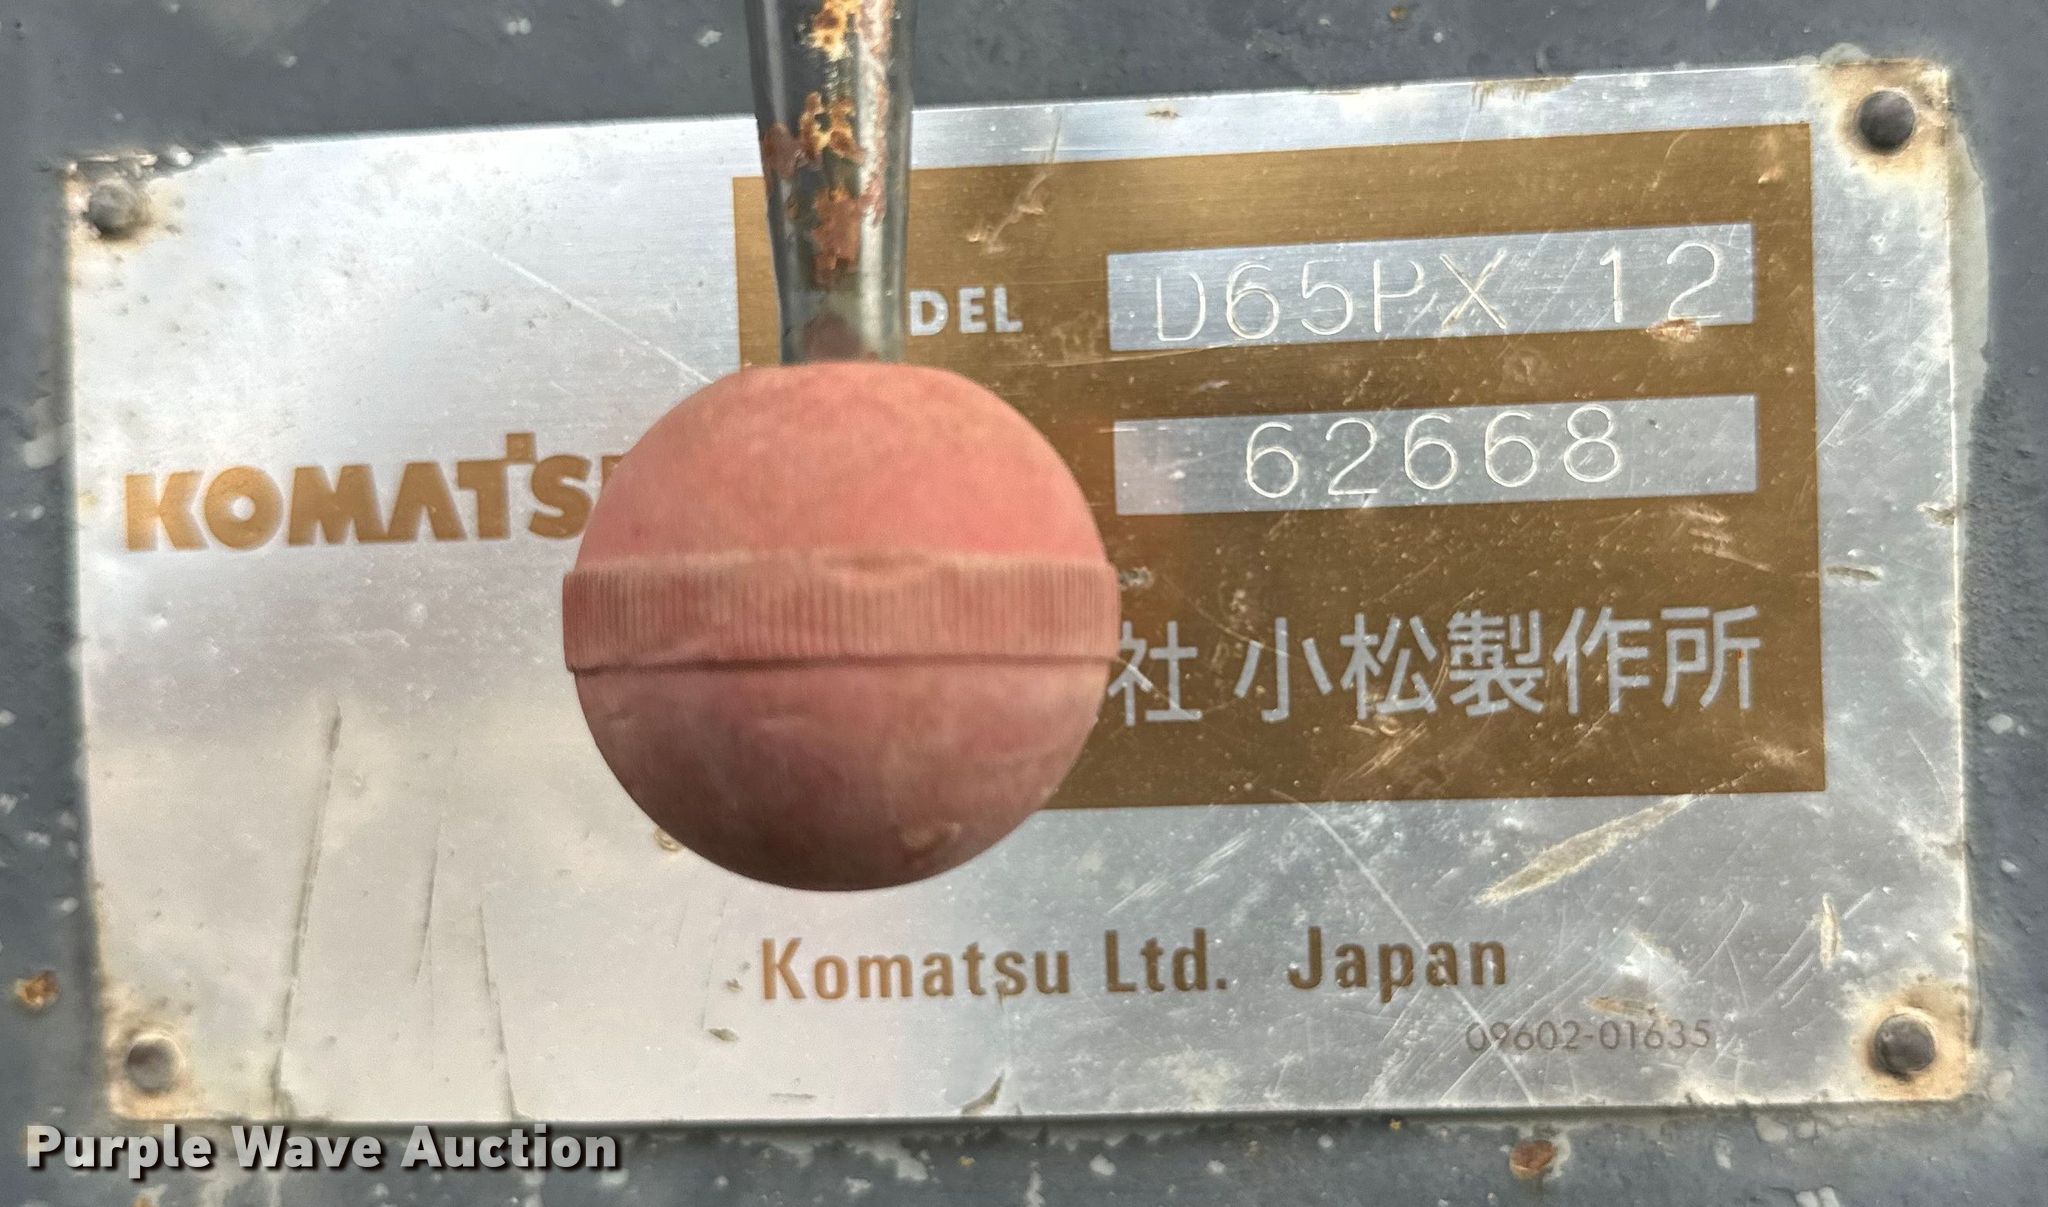 DEL D65PX 12
62668
KOMATS
社 小松製作所
Komatsu Ltd. Japan
09602-01635
Purple Wave Auction